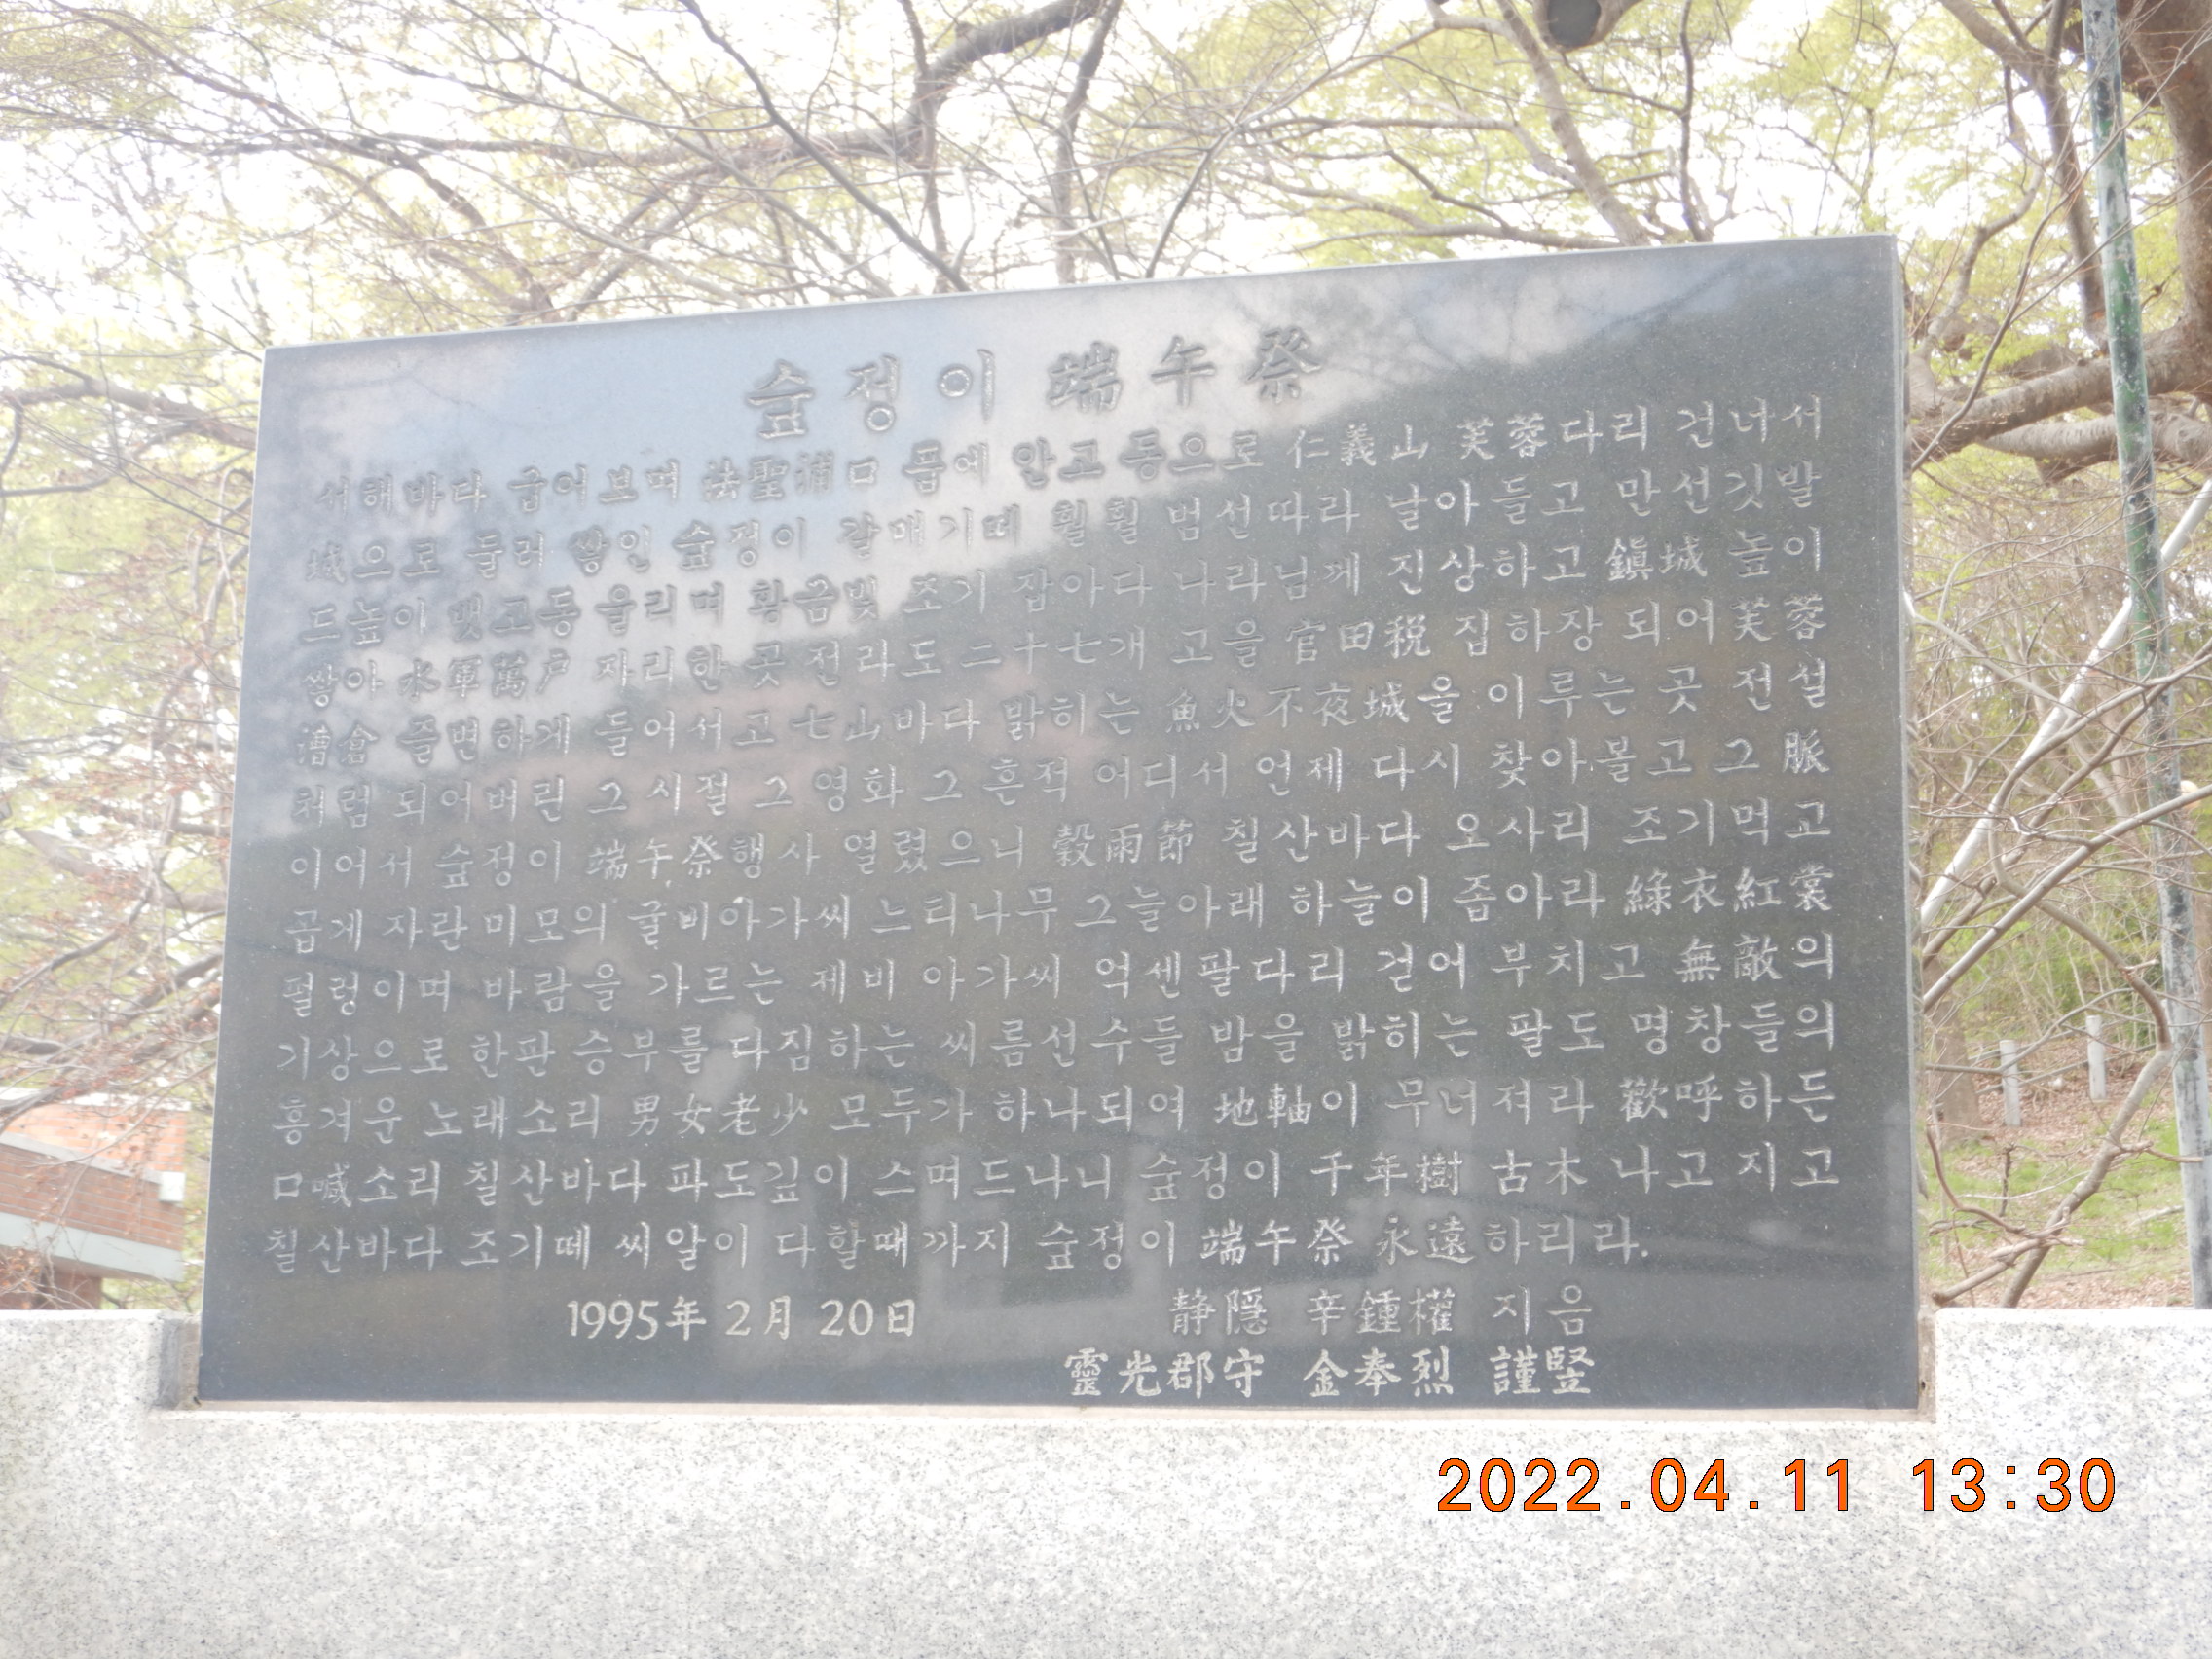 숲정이 端午祭
서해바다 굽어보며 法聖浦口 품에 안고 동으로 仁義山 芙蓉다리 건너서
城으로 둘러 쌓인 숲정이 갈매기떼 훨훨 범선따라 날아들고 만선깃발
드높이 뱃고동 울리며 황금빛 조기 잡아다 나라님께 진상하고 鎭城 높이
쌓아 水軍萬戶 자리한 곳 전라도 二十七개 고을 官田稅 집하장 되어 芙蓉
漕倉 즐변하게 들어서고 七山바다 밝히는 魚火不夜城을 이루는 곳 전설
처럼 되어버린 그 시절 그 영화 그 흔적 어디서 언제 다시 찾아볼고 그 脈
이어서 숲정이 端午祭행사 열렸으니 穀雨節 칠산바다 오사리 조기먹고
곱게 자란 미모의 굴비아가씨 느티나무 그늘아래 하늘이 좁아라 綠衣紅裳
펄렁이며 바람을 가르는 제비 아가씨 억센팔다리 걷어 부치고 無敵의
기상으로 한판 승부를 다짐하는 씨름선수들 밤을 밝히는 팔도 명창들의
흥겨운 노래소리 男女老少 모두가 하나되여 地軸이 무너져라 歡呼하든
口喊소리 칠산바다 파도깊이 스며드나니 숲정이 千年樹 古木 나고 지고
칠산바다 조기떼 씨알이 다할때까지 숲정이 端午祭 永遠하리라.
1995年 2月 20日 靜隱 辛鍾權 지음
靈光郡守 金奉烈 謹竪
2022.04.11 13:30